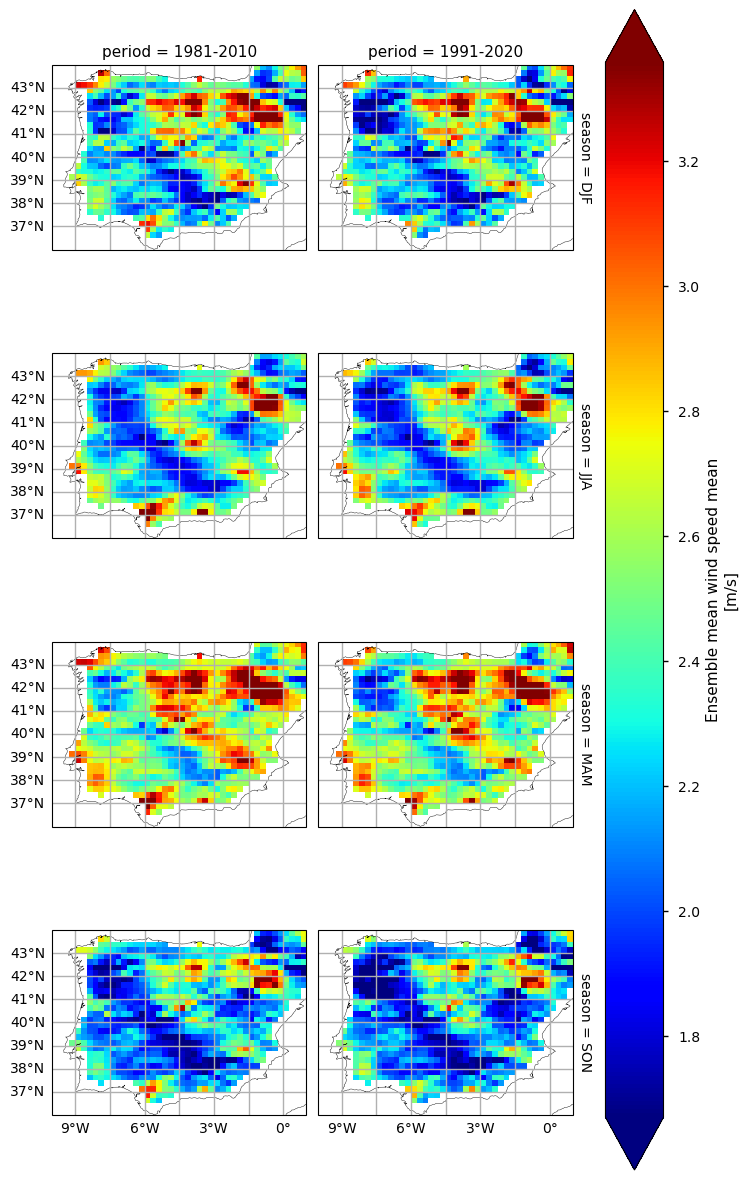 period = 1981-2010
period = 1991-2020
43°N
42°N
41°N
40°N
39°N
38°N
37°N
season = DJF
43°N
42°N
41°N
40°N
39°N
38°N
37°N
season = JJA
43°N
42°N
41°N
40°N
39°N
38°N
37°N
season = MAM
43°N
42°N
41°N
40°N
39°N
38°N
37°N
season = SON
9°W 6°W 3°W 0°
9°W 6°W 3°W 0°
3.2
3.0
2.8
2.6
2.4
2.2
2.0
1.8
Ensemble mean wind speed mean
[m/s]